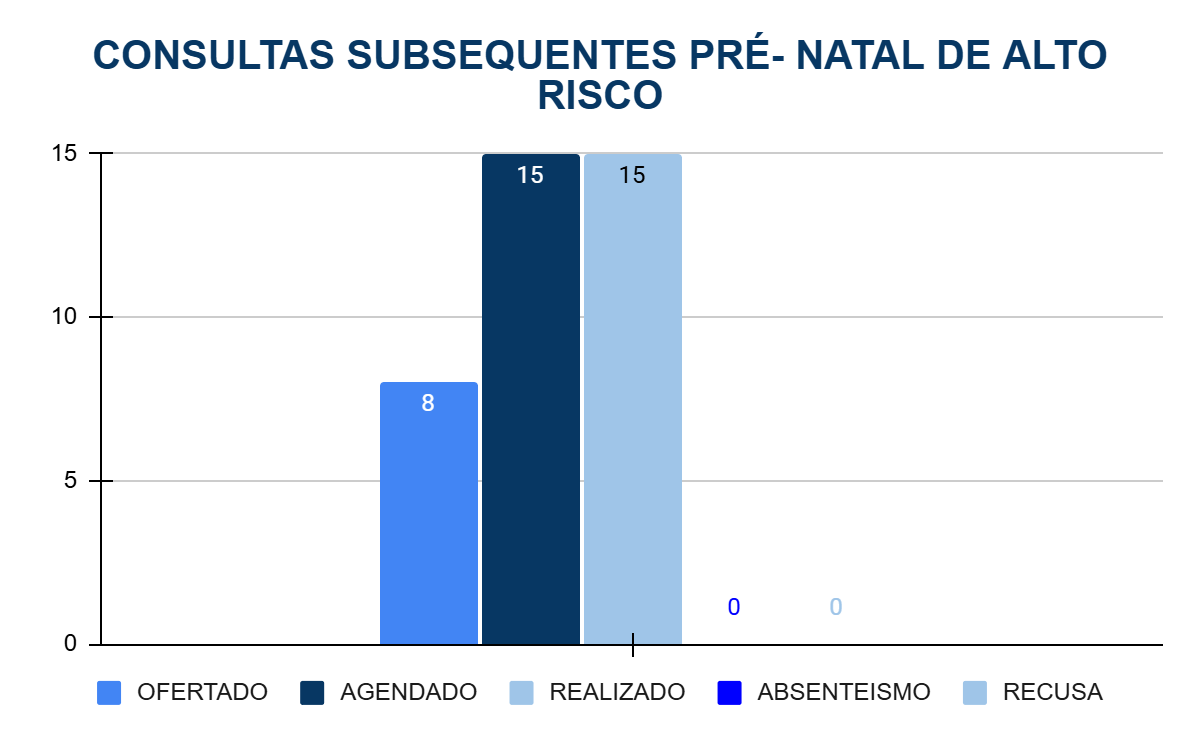 CONSULTAS SUBSEQUENTES PRÉ- NATAL DE ALTO
RISCO
15
15
15
10
8
5
0
0
0
OFERTADO
AGENDADO
REALIZADO
ABSENTEISMO
RECUSA